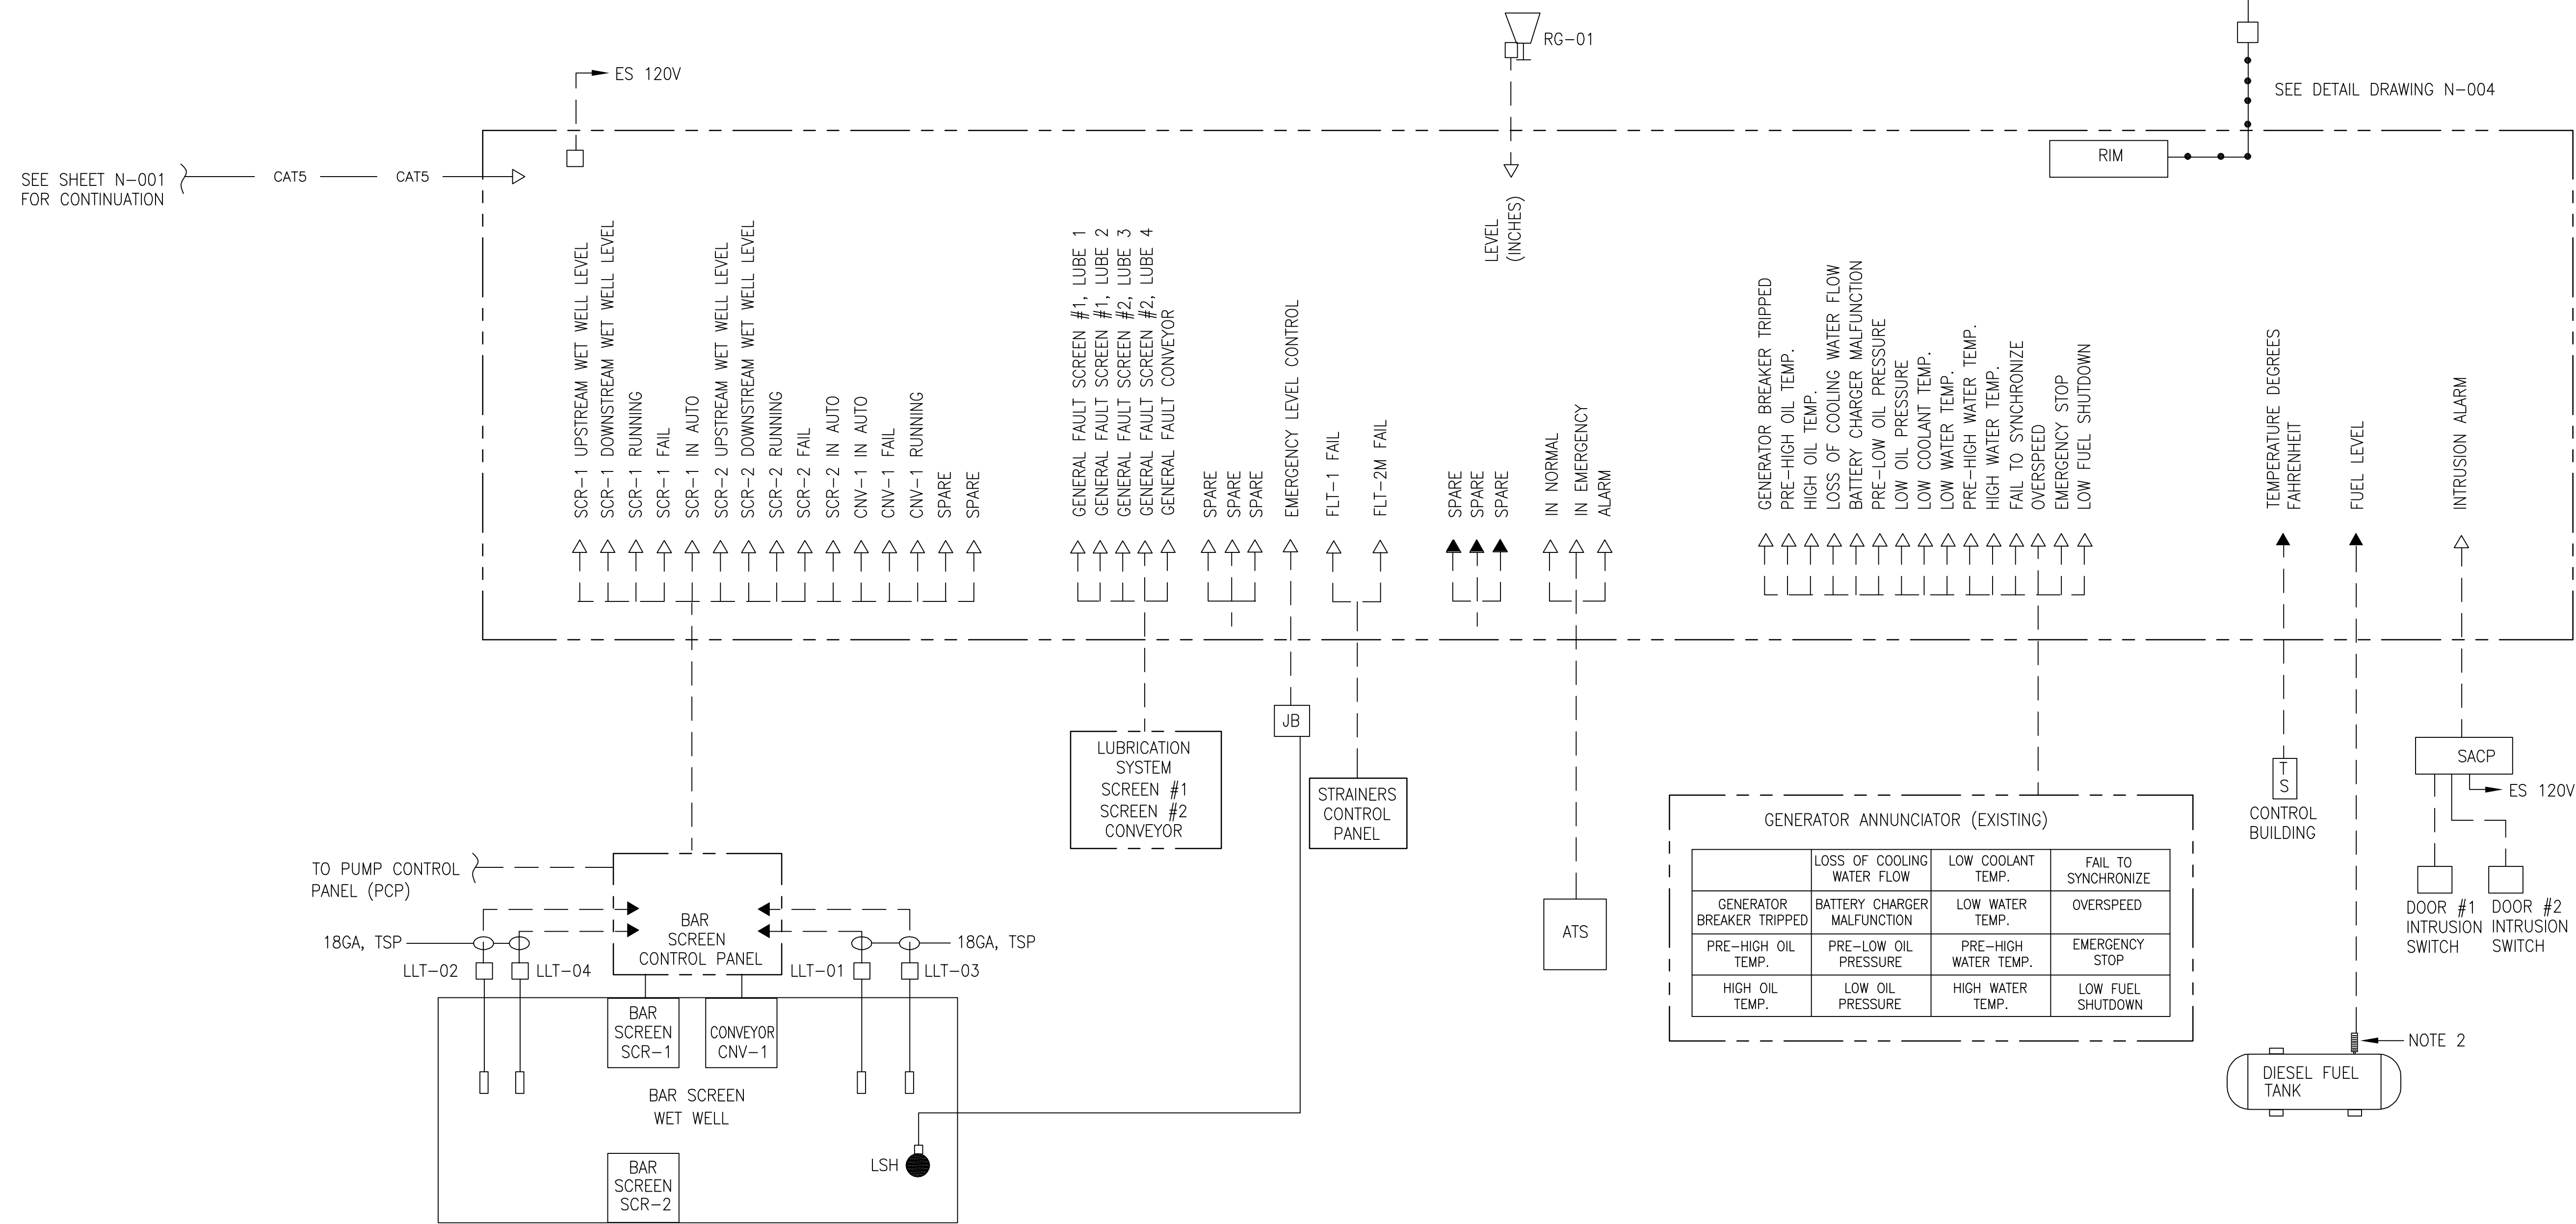 RG-01
ES 120V
SEE DETAIL DRAWING N-004
RIM
SEE SHEET N-001
FOR CONTINUATION
CAT5
CAT5
LEVEL
(INCHES)
SCR-1 UPSTREAM WET WELL LEVEL
SCR-1 DOWNSTREAM WET WELL LEVEL
SCR-1 RUNNING
SCR-1 FAIL
SCR-1 IN AUTO
SCR-2 UPSTREAM WET WELL LEVEL
SCR-2 DOWNSTREAM WET WELL LEVEL
SCR-2 RUNNING
SCR-2 FAIL
SCR-2 IN AUTO
CNV-1 IN AUTO
CNV-1 FAIL
CNV-1 RUNNING
SPARE
SPARE
GENERAL FAULT SCREEN #1, LUBE 1
GENERAL FAULT SCREEN #1, LUBE 2
GENERAL FAULT SCREEN #2, LUBE 3
GENERAL FAULT SCREEN #2, LUBE 4
GENERAL FAULT CONVEYOR
SPARE
SPARE
SPARE
EMERGENCY LEVEL CONTROL
FLT-1 FAIL
FLT-2M FAIL
SPARE
SPARE
SPARE
IN NORMAL
IN EMERGENCY
ALARM
GENERATOR BREAKER TRIPPED
PRE-HIGH OIL TEMP.
HIGH OIL TEMP.
LOSS OF COOLING WATER FLOW
BATTERY CHARGER MALFUNCTION
PRE-LOW OIL PRESSURE
LOW OIL PRESSURE
LOW COOLANT TEMP.
LOW WATER TEMP.
PRE-HIGH WATER TEMP.
HIGH WATER TEMP.
FAIL TO SYNCHRONIZE
OVERSPEED
EMERGENCY STOP
LOW FUEL SHUTDOWN
TEMPERATURE DEGREES
FAHRENHEIT
FUEL LEVEL
INTRUSION ALARM
JB
LUBRICATION
SYSTEM
SCREEN #1
SCREEN #2
CONVEYOR
STRAINERS
CONTROL
PANEL
SACP
ES 120V
T
S
CONTROL
BUILDING
GENERATOR ANNUNCIATOR (EXISTING)
LOSS OF COOLING
WATER FLOW
LOW COOLANT
TEMP.
FAIL TO
SYNCHRONIZE
GENERATOR
BREAKER TRIPPED
BATTERY CHARGER
MALFUNCTION
LOW WATER
TEMP.
OVERSPEED
PRE-HIGH OIL
TEMP.
PRE-LOW OIL
PRESSURE
PRE-HIGH
WATER TEMP.
EMERGENCY
STOP
HIGH OIL
TEMP.
LOW OIL
PRESSURE
HIGH WATER
TEMP.
LOW FUEL
SHUTDOWN
TO PUMP CONTROL
PANEL (PCP)
BAR
SCREEN
CONTROL PANEL
18GA, TSP
18GA, TSP
LLT-02
LLT-04
LLT-01
LLT-03
ATS
DOOR #1
INTRUSION
SWITCH
DOOR #2
INTRUSION
SWITCH
BAR
SCREEN
SCR-1
CONVEYOR
CNV-1
BAR SCREEN
WET WELL
NOTE 2
DIESEL FUEL
TANK
LSH
BAR
SCREEN
SCR-2